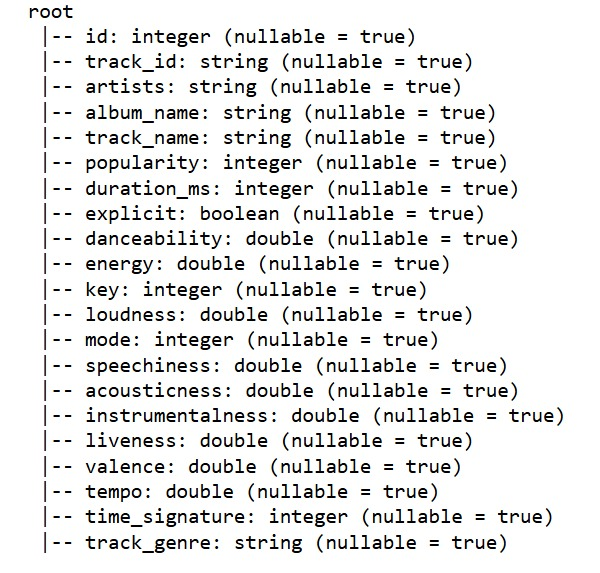 root
|-- id: integer (nullable = true)
|-- track_id: string (nullable = true)
|-- artists: string (nullable = true)
|-- album_name: string (nullable = true)
|-- track_name: string (nullable = true)
|-- popularity: integer (nullable = true)
|-- duration_ms: integer (nullable = true)
|-- explicit: boolean (nullable = true)
|-- danceability: double (nullable = true)
|-- energy: double (nullable = true)
|-- key: integer (nullable = true)
|-- loudness: double (nullable = true)
|-- mode: integer (nullable = true)
|-- speechiness: double (nullable = true)
|-- acousticness: double (nullable = true)
|-- instrumentalness: double (nullable = true)
|-- liveness: double (nullable = true)
|-- valence: double (nullable = true)
|-- tempo: double (nullable = true)
|-- time_signature: integer (nullable = true)
|-- track_genre: string (nullable = true)